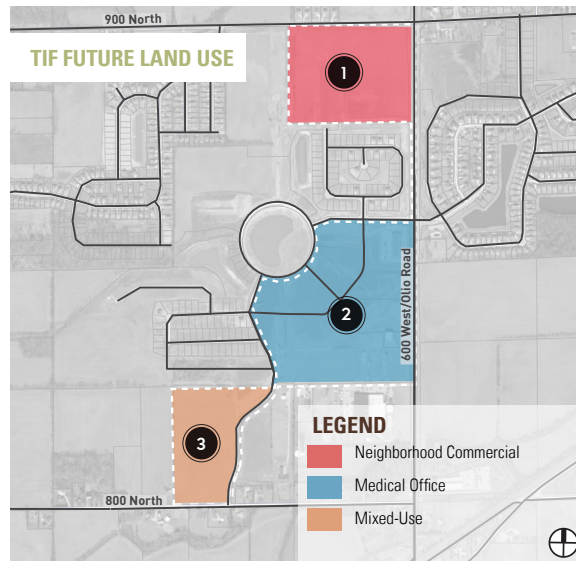 900 North
TIF FUTURE LAND USE
1
600 West/Olio Road
2
3
LEGEND
Neighborhood Commercial
Medical Office
Mixed-Use
800 North